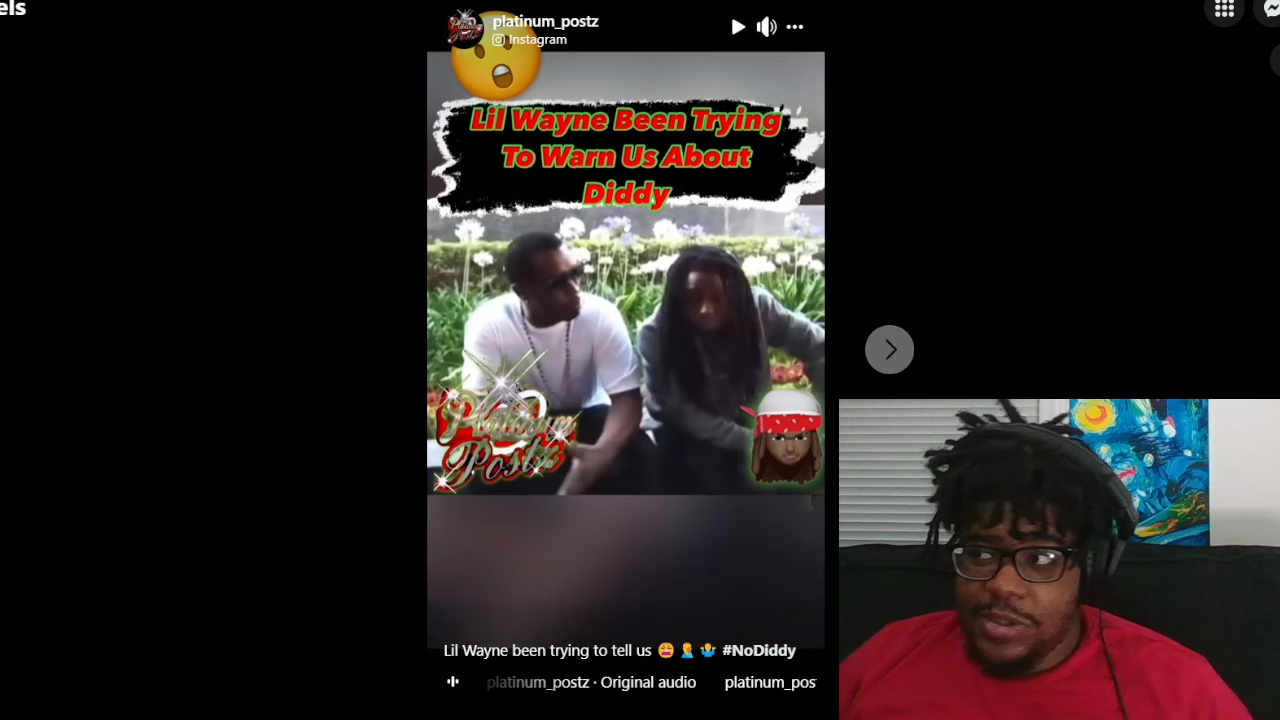 els
platinum_postz
Instagram
Lil Wayne Been Trying
To Warn Us About
Diddy
Platinum
Postz
Lil Wayne been trying to tell us 😩 🤦 🤷 #NoDiddy
platinum_postz · Original audio platinum_pos